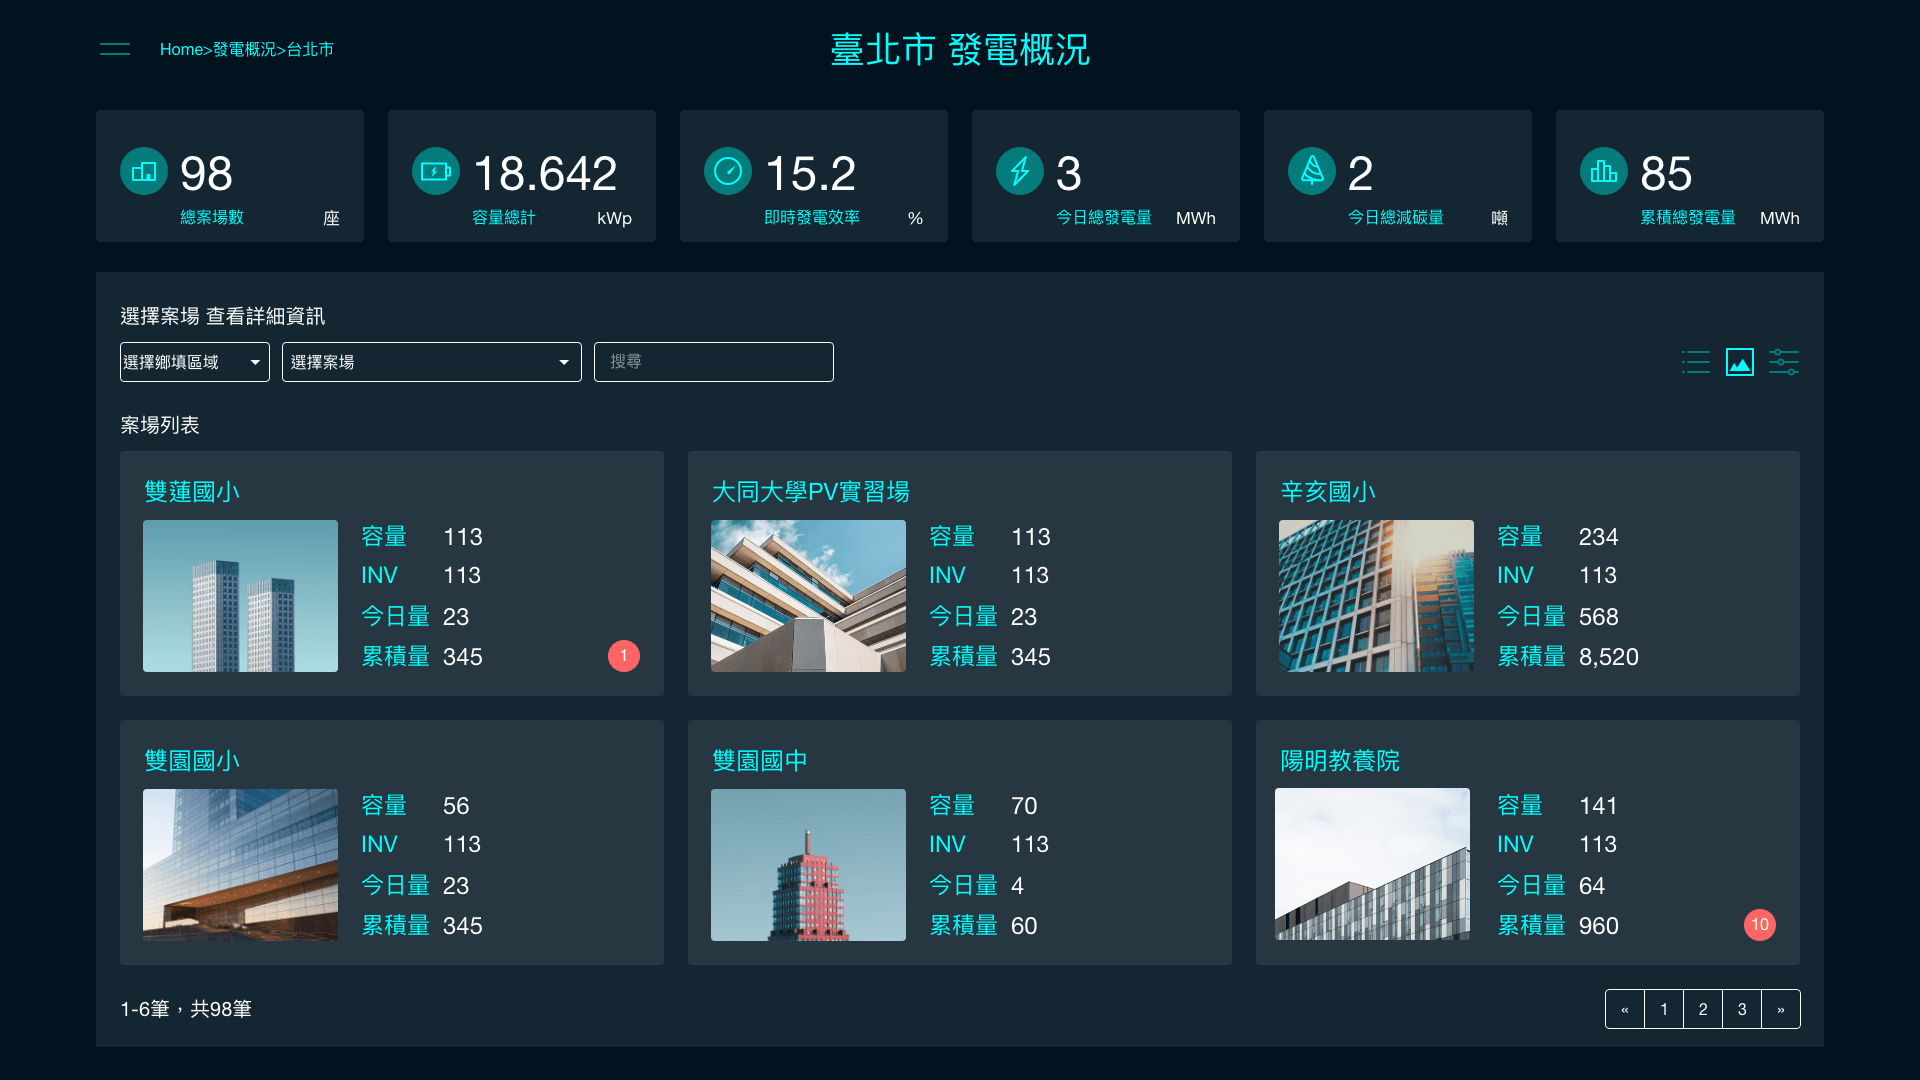 Home>發電概況>台北市
臺北市 發電概況
98
總案場數 座
18.642
容量總計 kWp
15.2
即時發電效率 %
3
今日總發電量 MWh
2
今日總減碳量 噸
85
累積總發電量 MWh
選擇案場 查看詳細資訊
選擇鄉填區域
選擇案場
搜尋
案場列表
雙蓮國小
容量 113
INV 113
今日量 23
累積量 345
1
大同大學PV實習場
容量 113
INV 113
今日量 23
累積量 345
辛亥國小
容量 234
INV 113
今日量 568
累積量 8,520
雙園國小
容量 56
INV 113
今日量 23
累積量 345
雙園國中
容量 70
INV 113
今日量 4
累積量 60
陽明教養院
容量 141
INV 113
今日量 64
累積量 960
10
1-6筆，共98筆
« 1 2 3 »